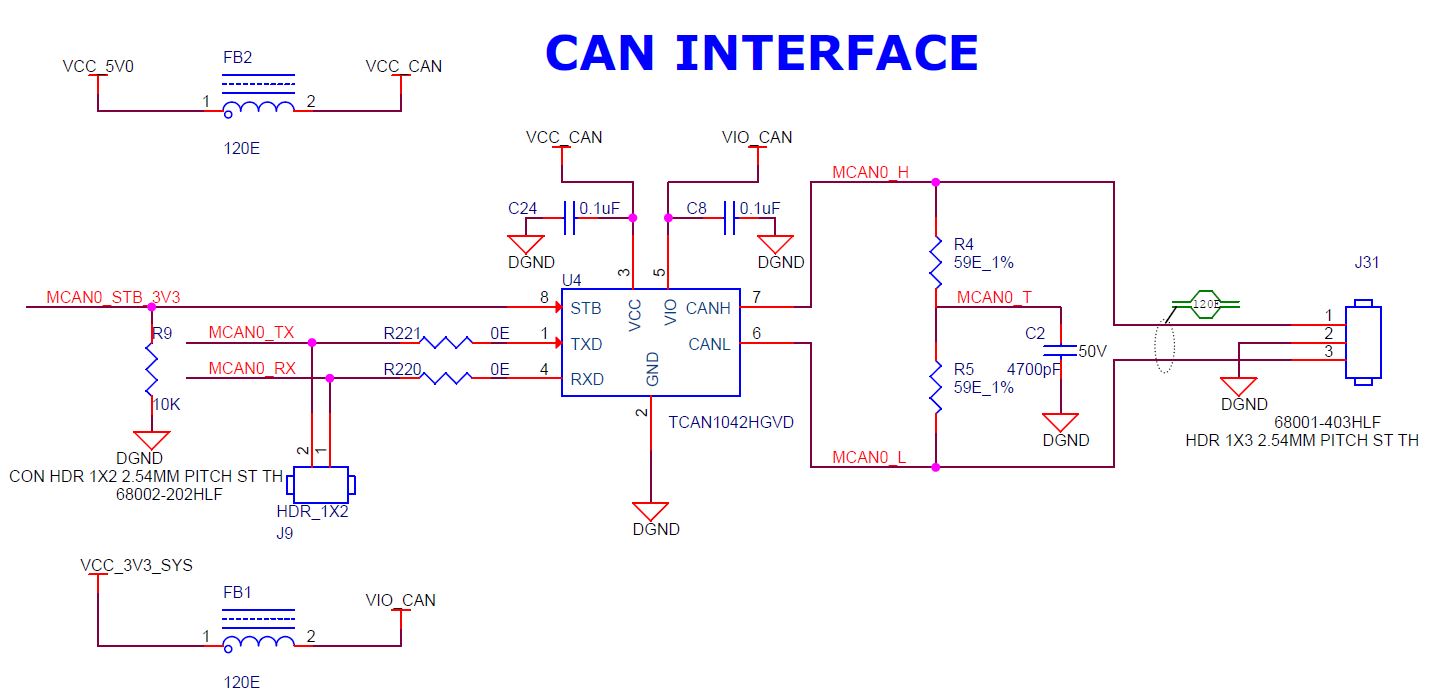 CAN INTERFACE
FB2
VCC_5V0
VCC_CAN
1
2
120E
VCC_CAN
VIO_CAN
MCAN0_H
C24
0.1uF
C8
0.1uF
DGND
DGND
R4
59E_1%
J31
3
5
U4
MCAN0_STB_3V3
8
STB
VCC
VIO
CANH
7
MCAN0_T
120E
R9
MCAN0_TX
R221
0E
1
TXD
CANL
6
C2
50V
4700pF
1
2
3
MCAN0_RX
R220
0E
4
RXD
GND
R5
59E_1%
10K
2
TCAN1042HGVD
DGND
DGND
68001-403HLF
HDR 1X3 2.54MM PITCH ST TH
DGND
2
1
MCAN0_L
CON HDR 1X2 2.54MM PITCH ST TH
68002-202HLF
HDR_1X2
J9
DGND
VCC_3V3_SYS
FB1
VIO_CAN
1
2
120E